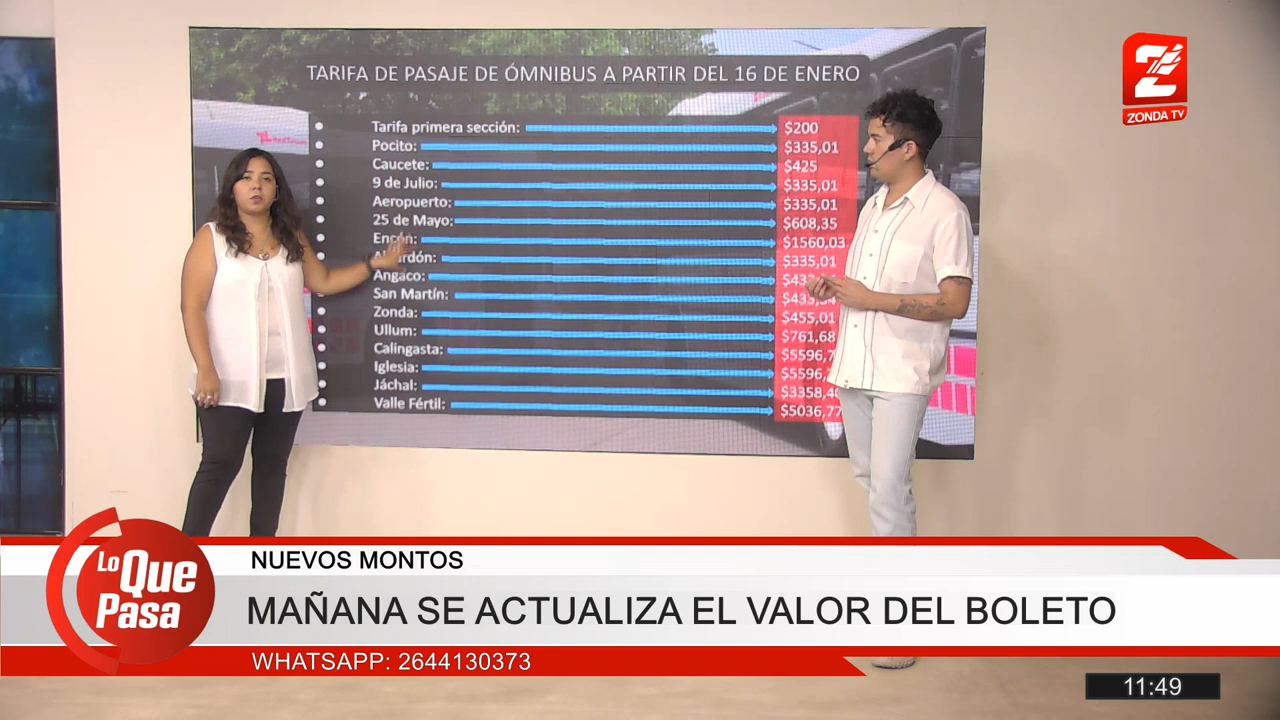 TARIFA DE PASAJE DE ÓMNIBUS A PARTIR DEL 16 DE ENERO
ZONDA TV
Tarifa primera sección: $200
Pocito: $335,01
Caucete: $425
9 de Julio: $335,01
Aeropuerto: $335,01
25 de Mayo: $608,35
Encón: $1560,03
$335,01
Angaco:
San Martín:
Zonda: $455,01
Ullum: $761,68
Calingasta:
Iglesia:
Jáchal:
Valle Fértil: $5036,77
Lo Que Pasa
NUEVOS MONTOS
MAÑANA SE ACTUALIZA EL VALOR DEL BOLETO
WHATSAPP: 2644130373
11:49